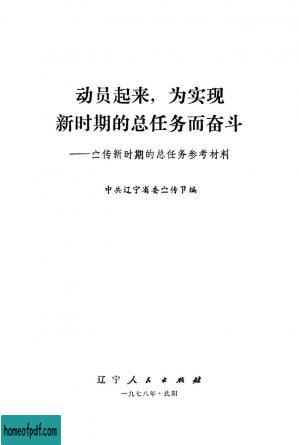 动员起来，为实现
新时期的总任务而奋斗
——宣传新时期的总任务参考材料
中共辽宁省委宣传部编
辽宁人民出版社
一九七八年·沈阳
homeofpdf.com